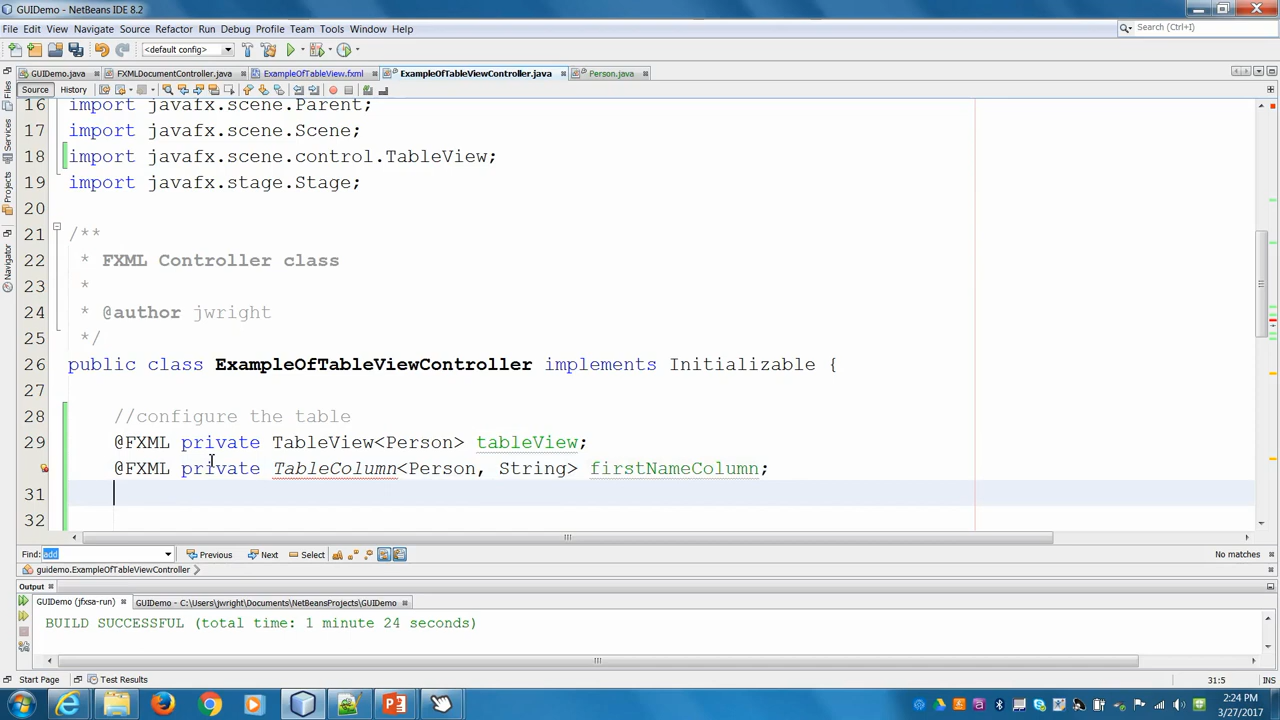 GUIDemo - NetBeans IDE 8.2
File Edit View Navigate Source Refactor Run Debug Profile Team Tools Window Help
Search (Ctrl+I)
<default config>
GUIDemo.java FXMLDocumentController.java ExampleOfTableView.fxml ExampleOfTableViewController.java Person.java
Source History
Files
Services
Projects
Navigator
16 import javafx.scene.Parent;
17 import javafx.scene.Scene;
18 import javafx.scene.control.TableView;
19 import javafx.stage.Stage;
20
21 /**
22 * FXML Controller class
23 *
24 * @author jwright
25 */
26 public class ExampleOfTableViewController implements Initializable {
27
28 //configure the table
29 @FXML private TableView<Person> tableView;
@FXML private TableColumn<Person, String> firstNameColumn;
31
32
Find: add Previous Next Select No matches
guidemo.ExampleOfTableViewController
Output
GUIDemo (jfxsa-run) GUIDemo - C:\Users\jwright\Documents\NetBeansProjects\GUIDemo
BUILD SUCCESSFUL (total time: 1 minute 24 seconds)
Start Page Test Results 31:5 INS
2:24 PM
3/27/2017